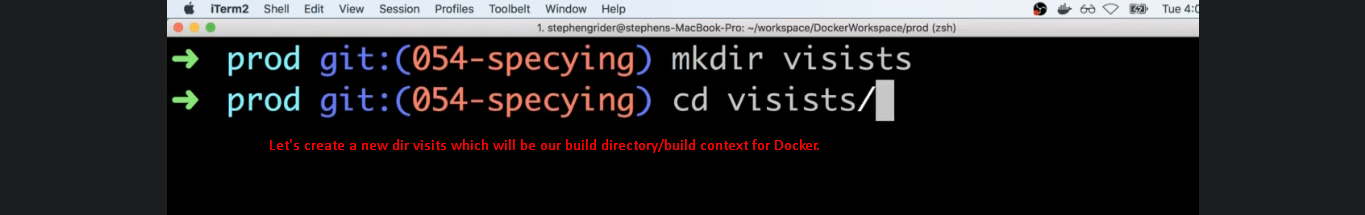 iTerm2 Shell Edit View Session Profiles Toolbelt Window Help Tue 4:0
1. stephengrider@stephens-MacBook-Pro: ~/workspace/DockerWorkspace/prod (zsh)
➜ prod git:(054-specying) mkdir visists
➜ prod git:(054-specying) cd visists/
Let's create a new dir visits which will be our build directory/build context for Docker.